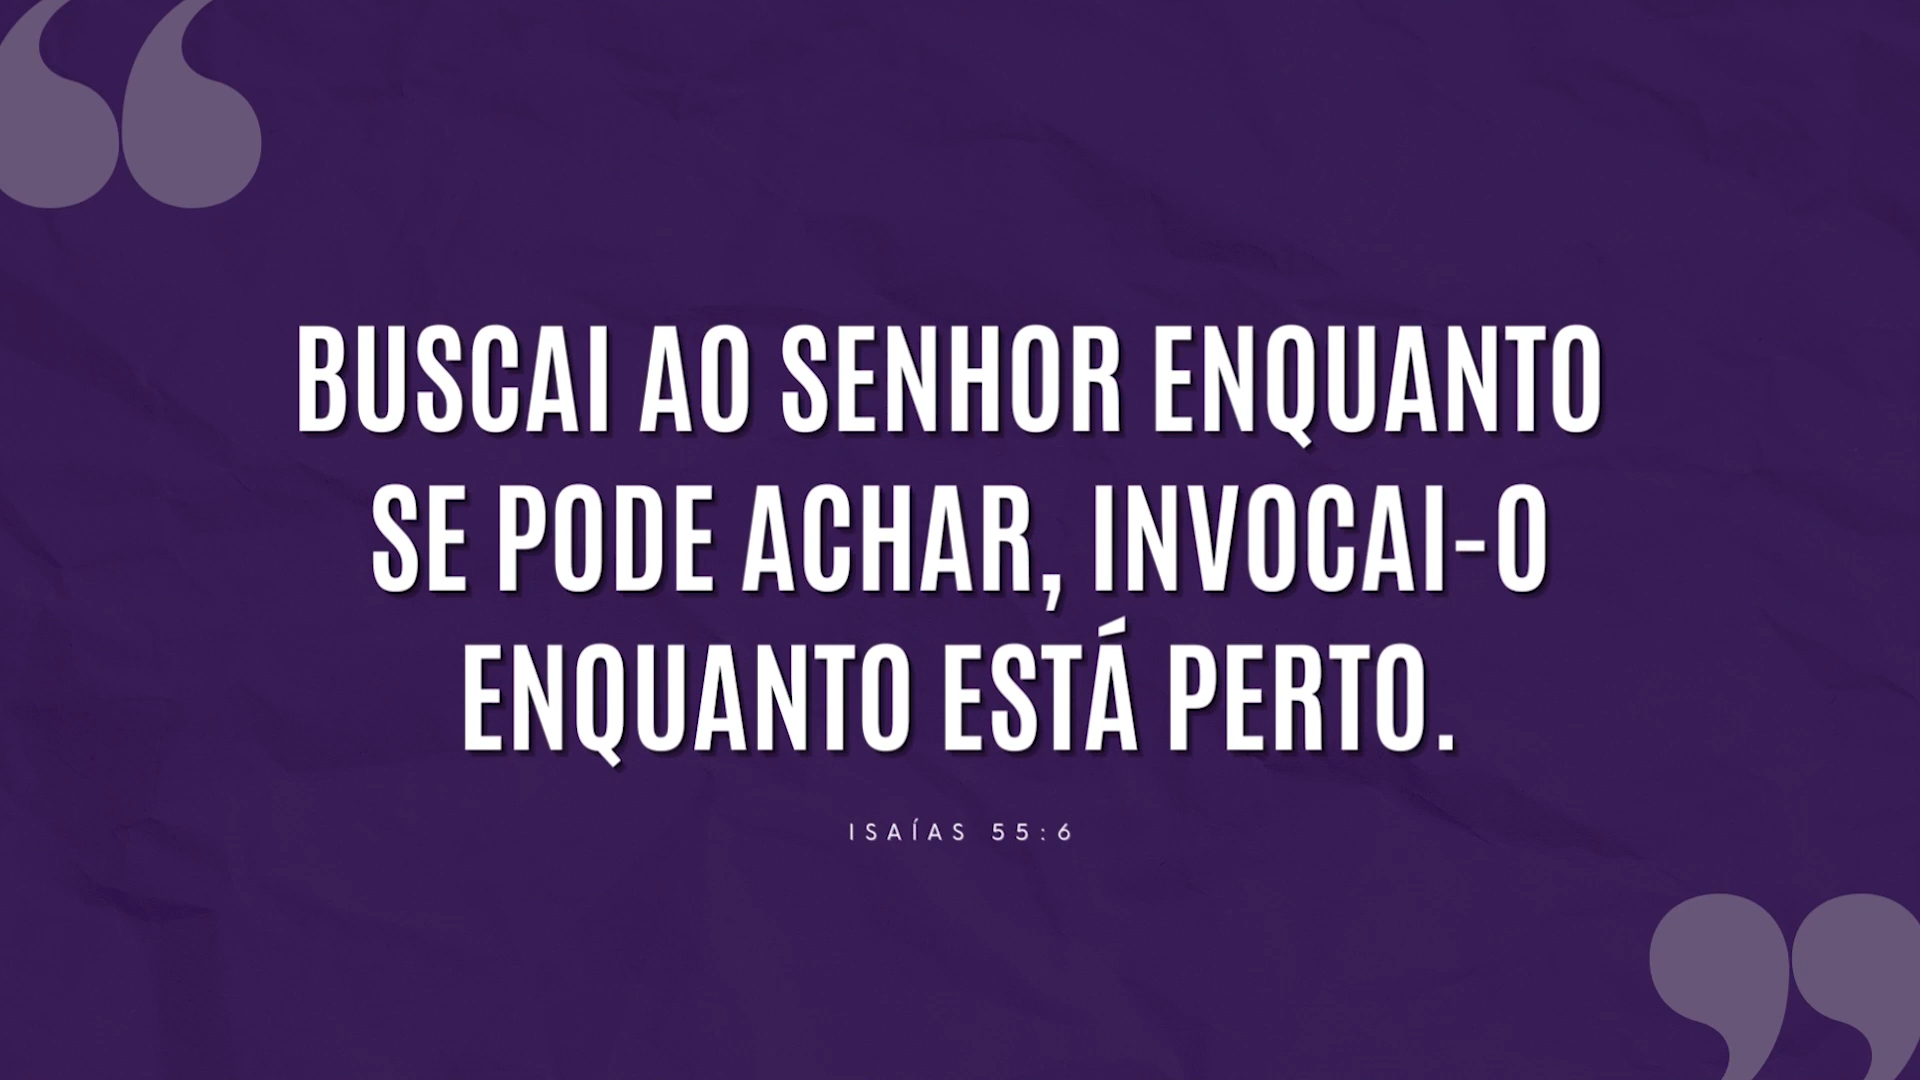 BUSCAI AO SENHOR ENQUANTO
SE PODE ACHAR, INVOCAI-O
ENQUANTO ESTÁ PERTO.
ISAÍAS 55:6